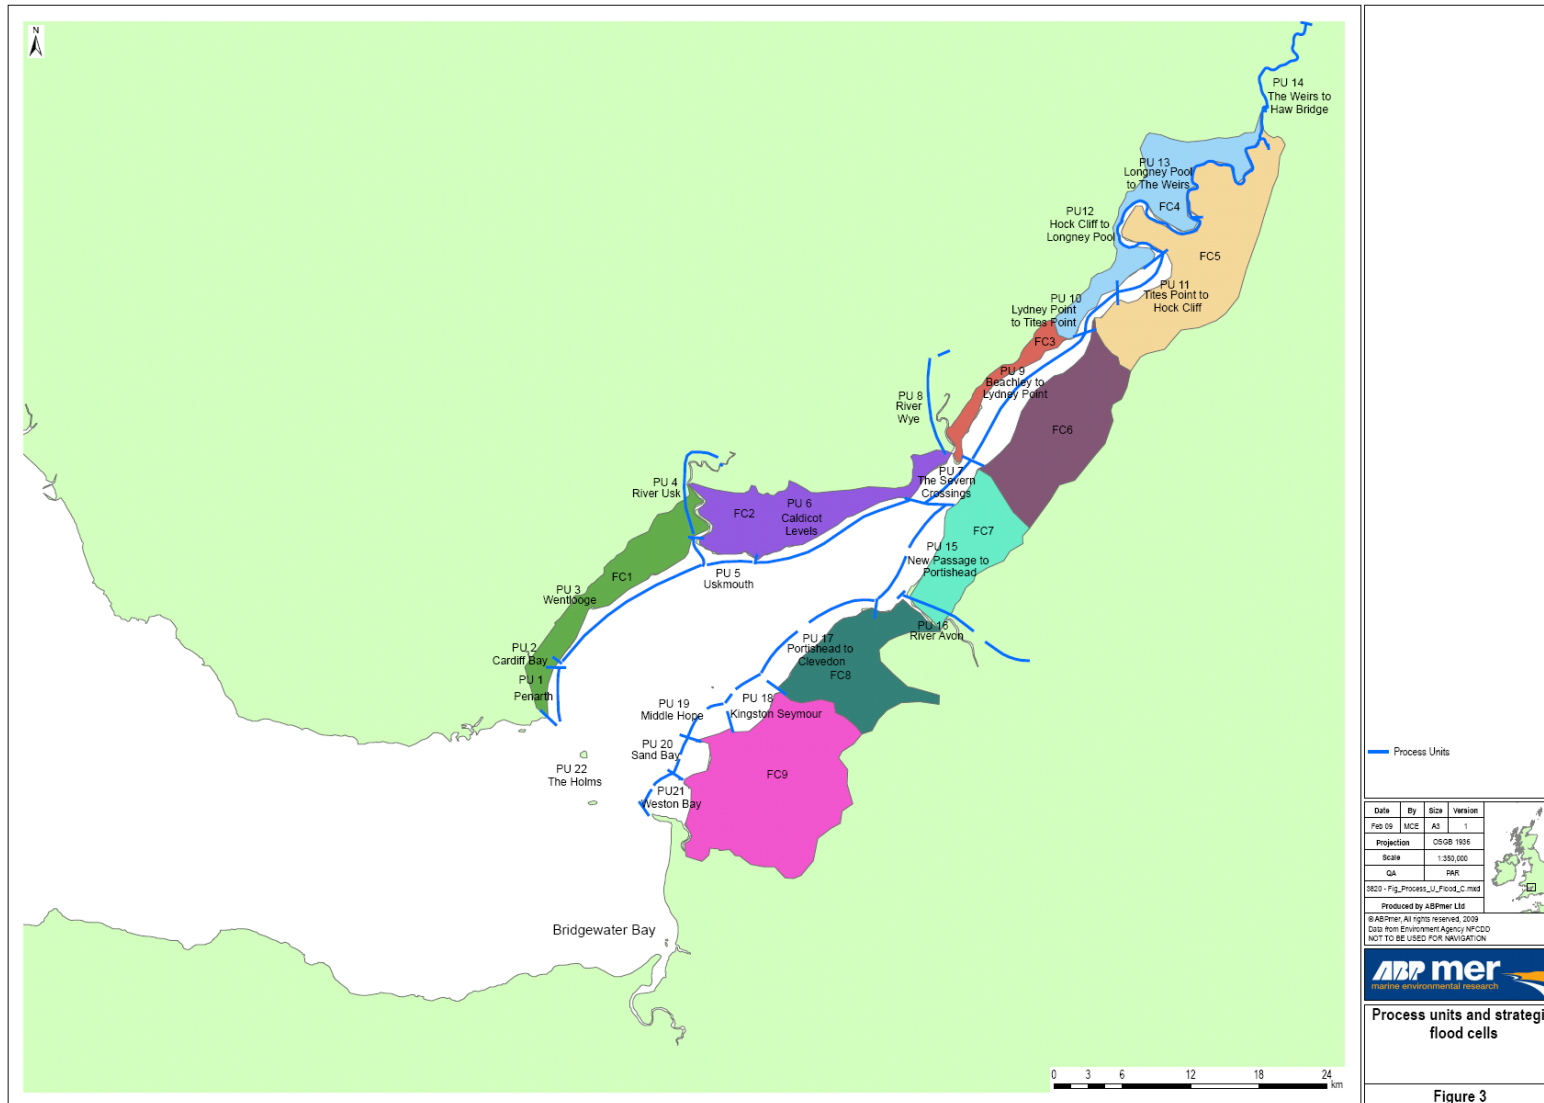 N
PU 14
The Weirs to
Haw Bridge
PU 13
Longney Pool
to The Weirs
FC4
PU12
Hock Cliff to
Longney Pool
FC5
PU 11
Tites Point to
Hock Cliff
PU 10
Lydney Point
to Tites Point
FC3
PU 9
Beachley to
Lydney Point
PU 8
River
Wye
FC6
PU 7
The Severn
Crossings
PU 4
River Usk
FC2
PU 6
Caldicot
Levels
FC7
PU 15
New Passage to
Portishead
PU 5
Uskmouth
FC1
PU 3
Wentlooge
PU 16
River Avon
PU 2
Cardiff Bay
PU 17
Portishead to
Clevedon
FC8
PU 1
Penarth
PU 18
Kingston Seymour
PU 19
Middle Hope
PU 20
Sand Bay
PU 22
The Holms
FC9
PU21
Weston Bay
Bridgewater Bay
0 3 6 12 18 24
km
Process Units
Date By Size Version
Feb 09 MCE A3 1
Projection OSGB 1936
Scale 1:350,000
QA PAR
3820 - Fig_Process_U_Flood_C.mxd
Produced by ABPmer Ltd
© ABPmer, All rights reserved, 2009
Data from Environment Agency NFCDD
NOT TO BE USED FOR NAVIGATION
ABP mer
marine environmental research
Process units and strategi
flood cells
Figure 3